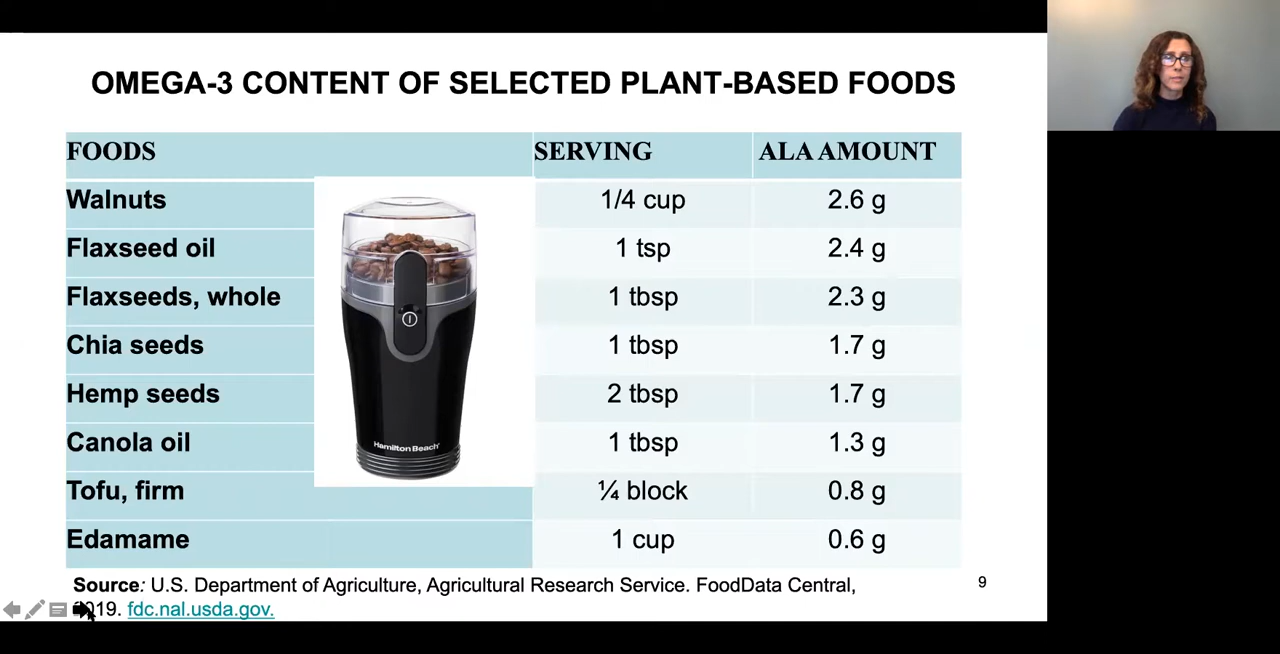 OMEGA-3 CONTENT OF SELECTED PLANT-BASED FOODS
FOODS SERVING ALA AMOUNT
Walnuts 1/4 cup 2.6 g
Flaxseed oil 1 tsp 2.4 g
Flaxseeds, whole 1 tbsp 2.3 g
Chia seeds 1 tbsp 1.7 g
Hemp seeds 2 tbsp 1.7 g
Canola oil 1 tbsp 1.3 g
Hamilton Beach
Tofu, firm ¼ block 0.8 g
Edamame 1 cup 0.6 g
Source: U.S. Department of Agriculture, Agricultural Research Service. FoodData Central, 9
019. fdc.nal.usda.gov.